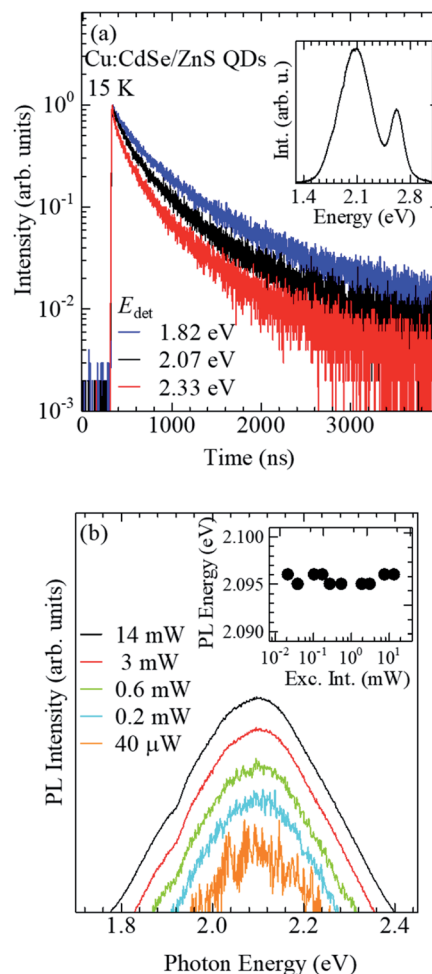 (a)
Cu:CdSe/ZnS QDs
15 K
Intensity (arb. units)
10^0
10^-1
10^-2
10^-3
E_det
1.82 eV
2.07 eV
2.33 eV
0 1000 2000 3000
Time (ns)
Int. (arb. u.)
1.4 2.1 2.8
Energy (eV)
(b)
PL Intensity (arb. units)
14 mW
3 mW
0.6 mW
0.2 mW
40 μW
PL Energy (eV)
2.100
2.095
2.090
10^-2 10^-1 10^0 10^1
Exc. Int. (mW)
1.8 2.0 2.2 2.4
Photon Energy (eV)